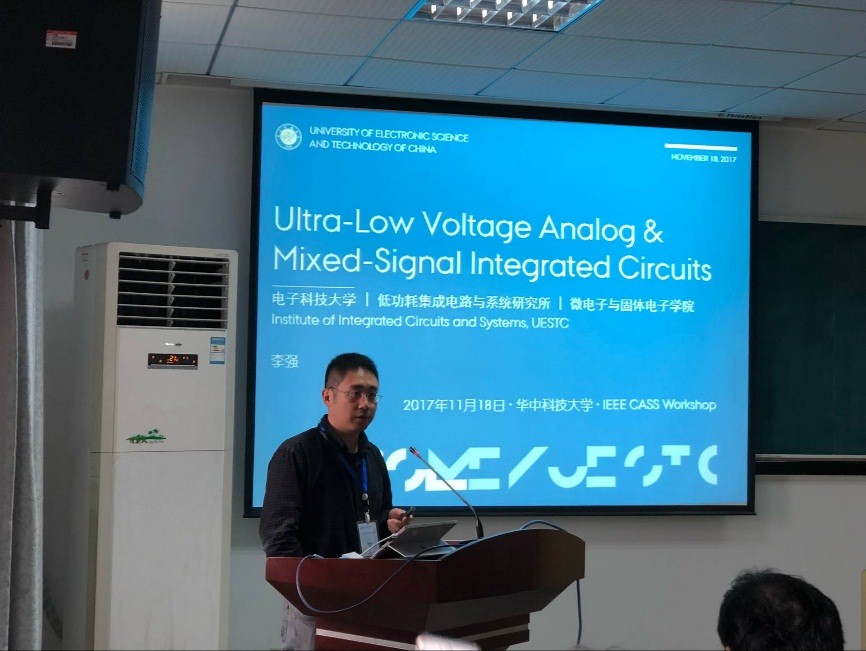 UNIVERSITY OF ELECTRONIC SCIENCE
AND TECHNOLOGY OF CHINA
NOVEMBER 18, 2017
Ultra-Low Voltage Analog &
Mixed-Signal Integrated Circuits
电子科技大学 | 低功耗集成电路与系统研究所 | 微电子与固体电子学院
Institute of Integrated Circuits and Systems, UESTC
李强
2017年11月18日 · 华中科技大学 · IEEE CASS Workshop
/UESTC